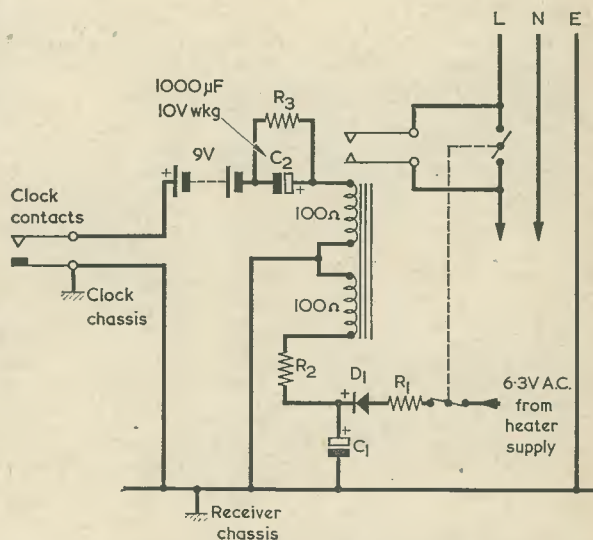 L N E
1000μF
10V wkg
R3
9V
C2
+
+
100Ω
Clock
contacts
Clock
chassis
100Ω
R2
D1
R1
+
+
C1
6·3V A.C.
from
heater
supply
Receiver
chassis